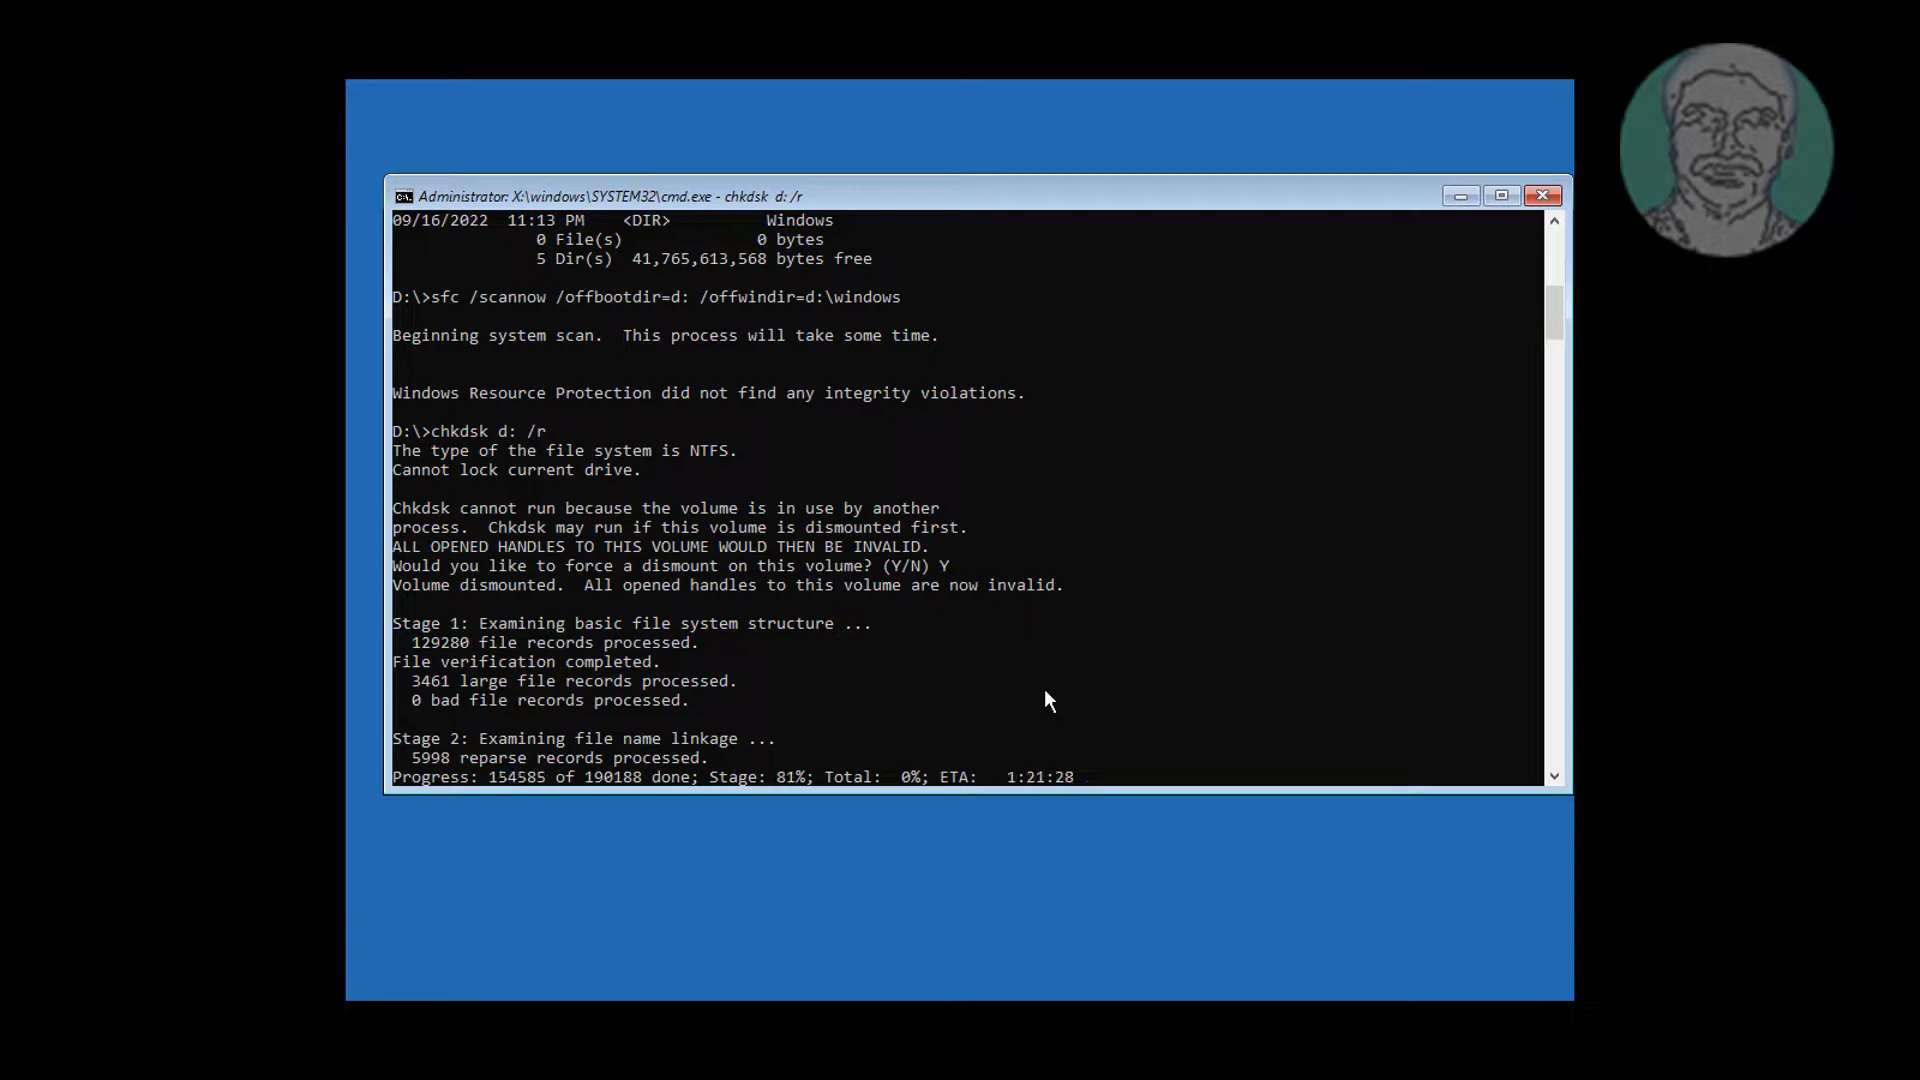 Administrator: X:\windows\SYSTEM32\cmd.exe - chkdsk d: /r
09/16/2022  11:13 PM    <DIR>          Windows
               0 File(s)              0 bytes
               5 Dir(s)  41,765,613,568 bytes free
D:\>sfc /scannow /offbootdir=d: /offwindir=d:\windows
Beginning system scan.  This process will take some time.
Windows Resource Protection did not find any integrity violations.
D:\>chkdsk d: /r
The type of the file system is NTFS.
Cannot lock current drive.
Chkdsk cannot run because the volume is in use by another
process.  Chkdsk may run if this volume is dismounted first.
ALL OPENED HANDLES TO THIS VOLUME WOULD THEN BE INVALID.
Would you like to force a dismount on this volume? (Y/N) Y
Volume dismounted.  All opened handles to this volume are now invalid.
Stage 1: Examining basic file system structure ...
  129280 file records processed.
File verification completed.
  3461 large file records processed.
  0 bad file records processed.
Stage 2: Examining file name linkage ...
  5998 reparse records processed.
Progress: 154585 of 190188 done; Stage: 81%; Total:  0%; ETA:   1:21:28